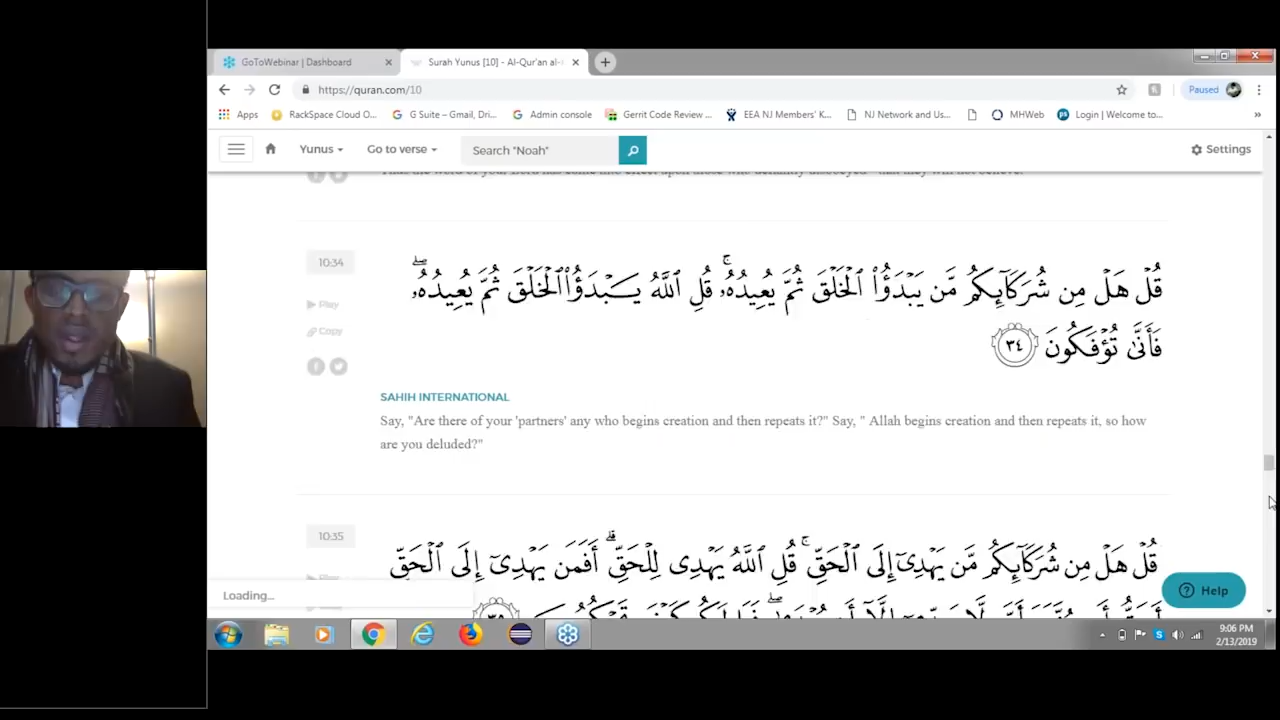 GoToWebinar | Dashboard
Surah Yunus [10] - Al-Qur'an al-
https://quran.com/10
Paused
Apps
RackSpace Cloud O...
G Suite – Gmail, Dri...
Admin console
Gerrit Code Review ...
EEA NJ Members' K...
NJ Network and Us...
MHWeb
Login | Welcome to...
»
Yunus
Go to verse
Search "Noah"
Settings
10:34
قُلْ هَلْ مِن شُرَكَآئِكُم مَّن يَبْدَؤُا۟ ٱلْخَلْقَ ثُمَّ يُعِيدُهُۥ ۚ قُلِ ٱللَّهُ يَبْدَؤُا۟ ٱلْخَلْقَ ثُمَّ يُعِيدُهُۥ ۖ
فَأَنَّىٰ تُؤْفَكُونَ ٣٤
Play
Copy
SAHIH INTERNATIONAL
Say, "Are there of your 'partners' any who begins creation and then repeats it?" Say, " Allah begins creation and then repeats it, so how
are you deluded?"
10:35
قُلْ هَلْ مِن شُرَكَآئِكُم مَّن يَهْدِىٓ إِلَى ٱلْحَقِّ ۚ قُلِ ٱللَّهُ يَهْدِى لِلْحَقِّ ۗ أَفَمَن يَهْدِىٓ إِلَى ٱلْحَقِّ
Loading...
Help
9:06 PM
2/13/2019